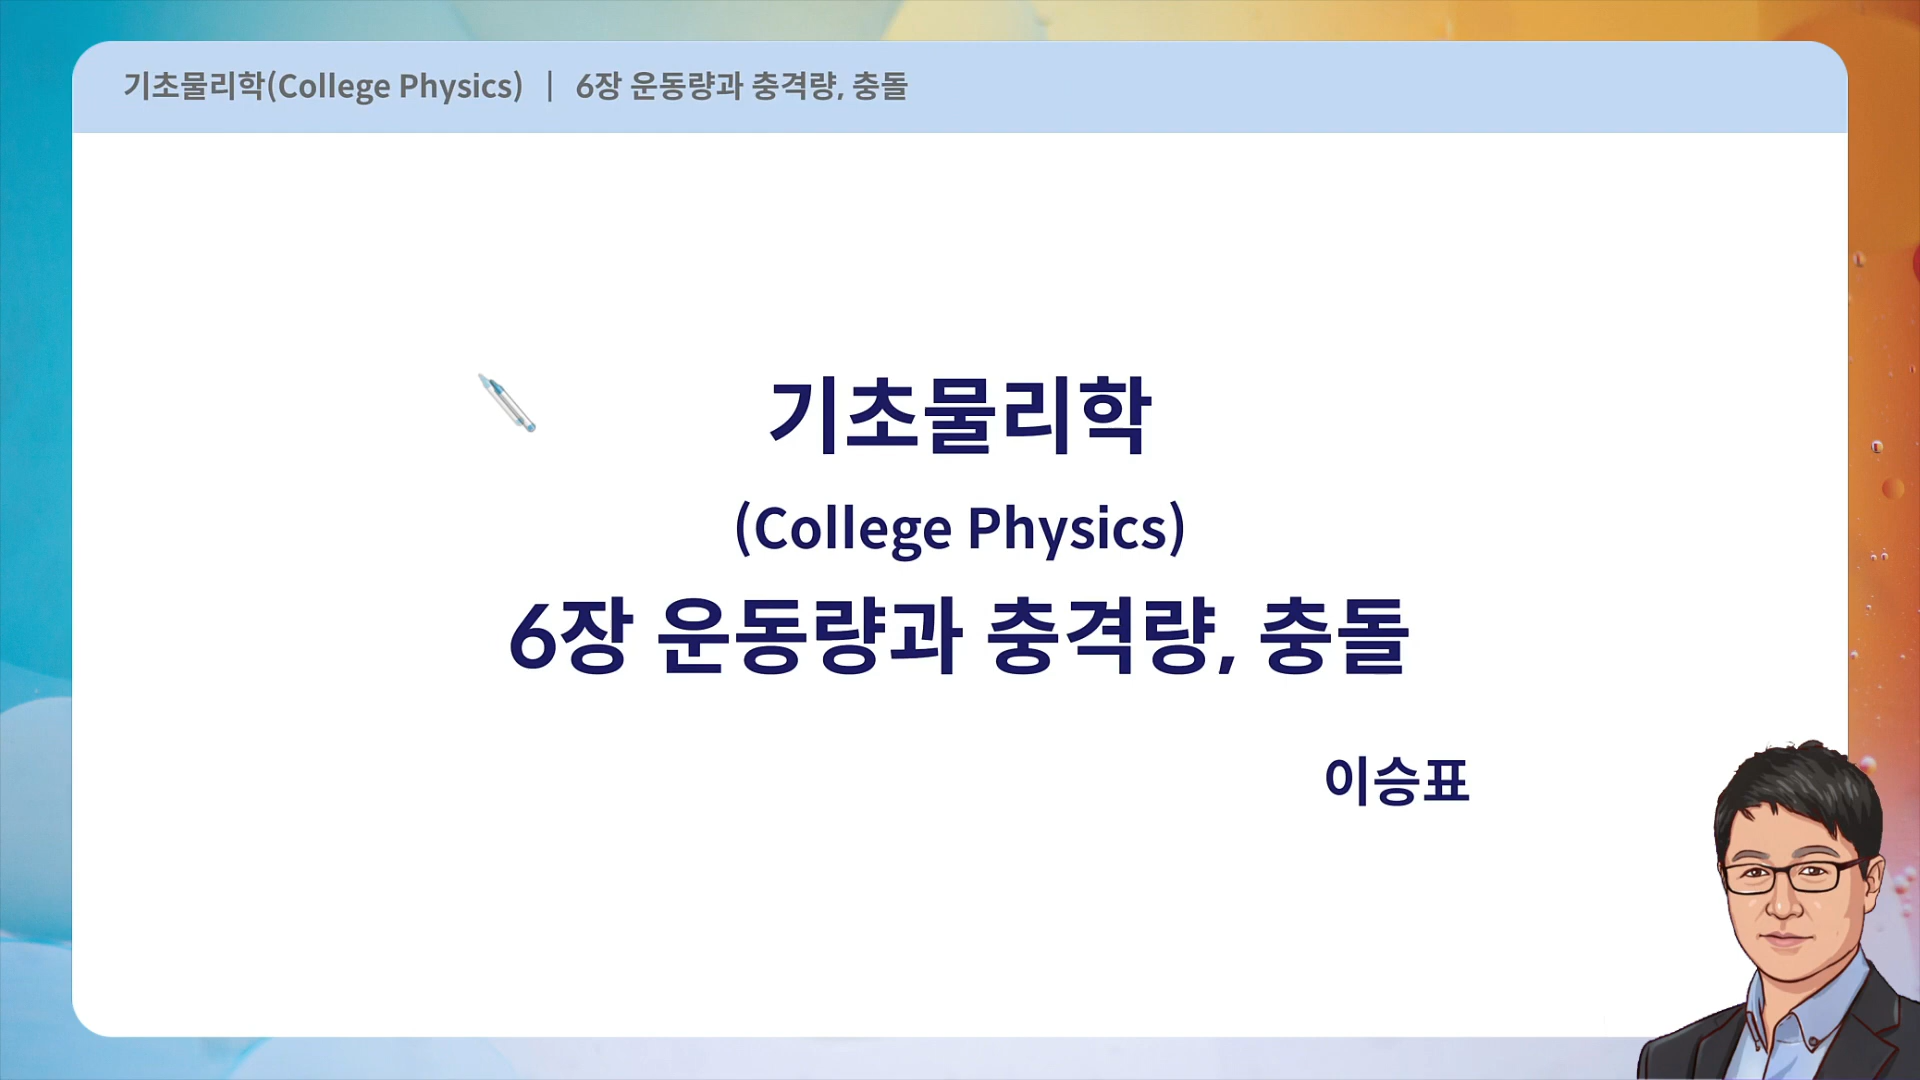 기초물리학(College Physics) | 6장 운동량과 충격량, 충돌
기초물리학
(College Physics)
6장 운동량과 충격량, 충돌
이승표